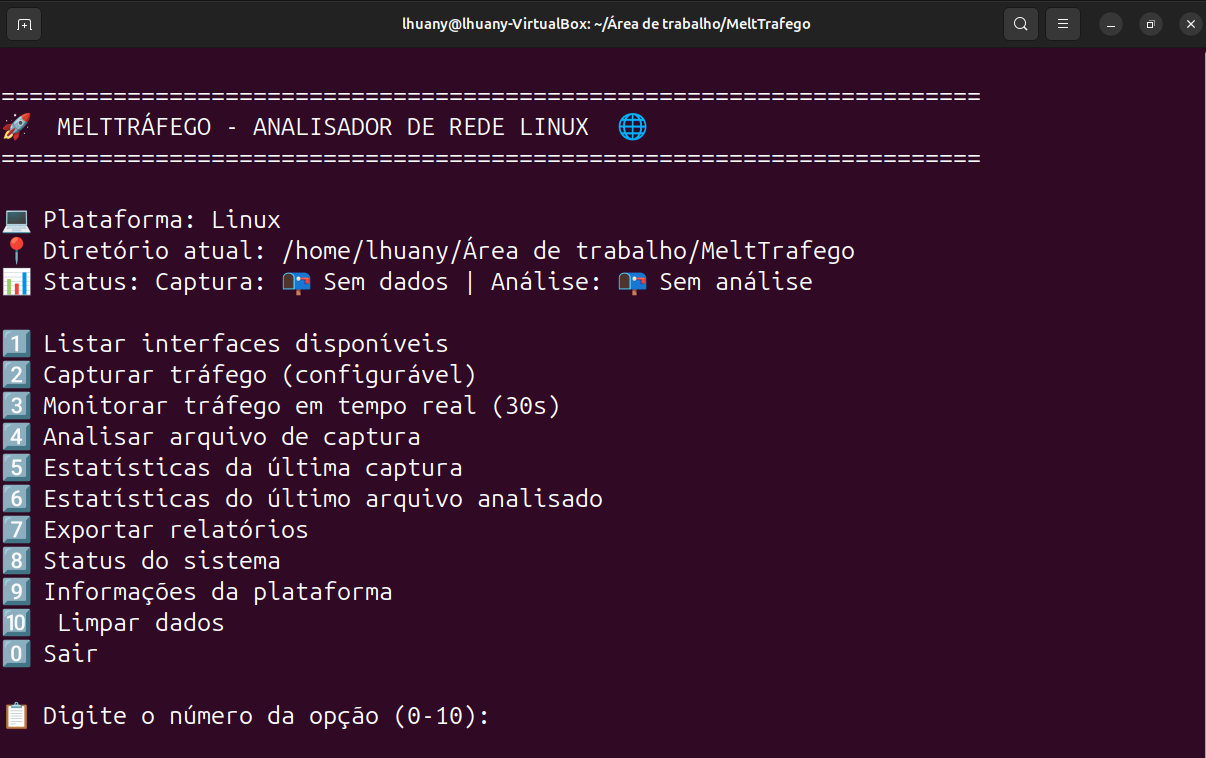 lhuany@lhuany-VirtualBox: ~/Área de trabalho/MeltTrafego
======================================================================
🚀 MELTTRÁFEGO - ANALISADOR DE REDE LINUX 🌐
======================================================================
💻 Plataforma: Linux
📍 Diretório atual: /home/lhuany/Área de trabalho/MeltTrafego
📊 Status: Captura: 📭 Sem dados | Análise: 📭 Sem análise
1️⃣ Listar interfaces disponíveis
2️⃣ Capturar tráfego (configurável)
3️⃣ Monitorar tráfego em tempo real (30s)
4️⃣ Analisar arquivo de captura
5️⃣ Estatísticas da última captura
6️⃣ Estatísticas do último arquivo analisado
7️⃣ Exportar relatórios
8️⃣ Status do sistema
9️⃣ Informações da plataforma
🔟 Limpar dados
0️⃣ Sair
📋 Digite o número da opção (0-10):